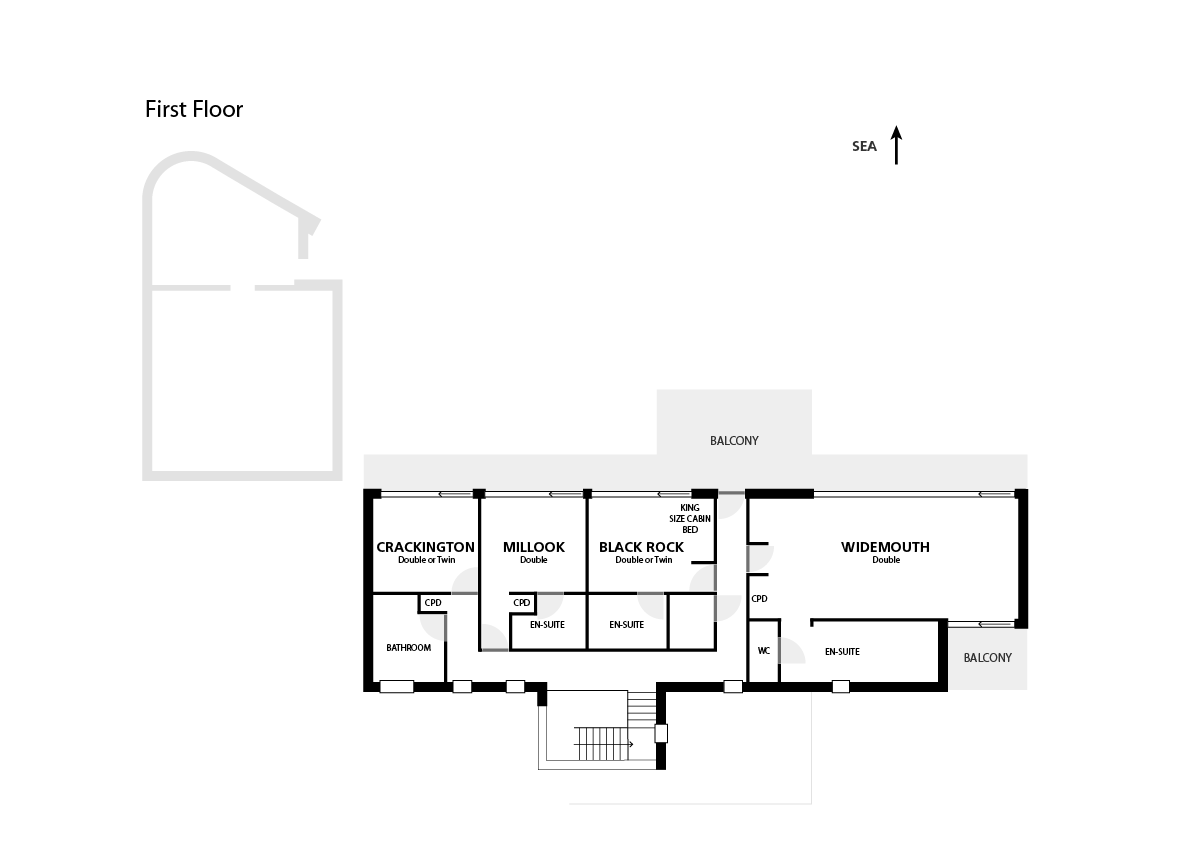 First Floor
SEA
BALCONY
KING
SIZE CABIN
BED
CRACKINGTON
Double or Twin
MILLOOK
Double
BLACK ROCK
Double or Twin
WIDEMOUTH
Double
CPD
CPD
CPD
EN-SUITE
EN-SUITE
BATHROOM
WC
EN-SUITE
BALCONY